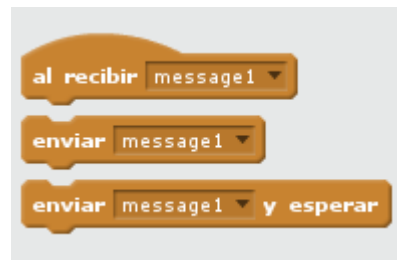 al recibir message1
enviar message1
enviar message1 y esperar